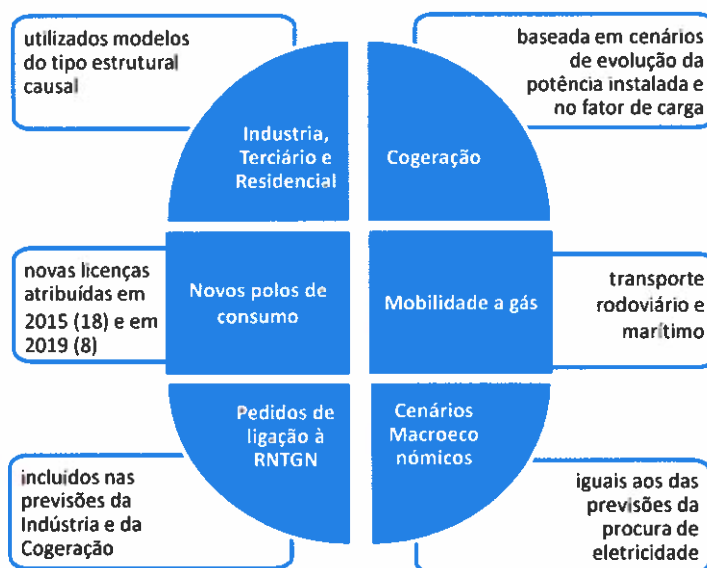 utilizados modelos
do tipo estrutural
causal
Industria,
Terciário e
Residencial
Cogeração
baseada em cenários
de evolução da
potência instalada e
no fator de carga
novas licenças
atribuídas em
2015 (18) e em
2019 (8)
Novos polos de
consumo
Mobilidade a gás
transporte
rodoviário e
marítimo
Pedidos de
ligação à
RNTGN
incluídos nas
previsões da
Indústria e da
Cogeração
Cenários
Macroeco
nómicos
iguais aos das
previsões da
procura de
eletricidade